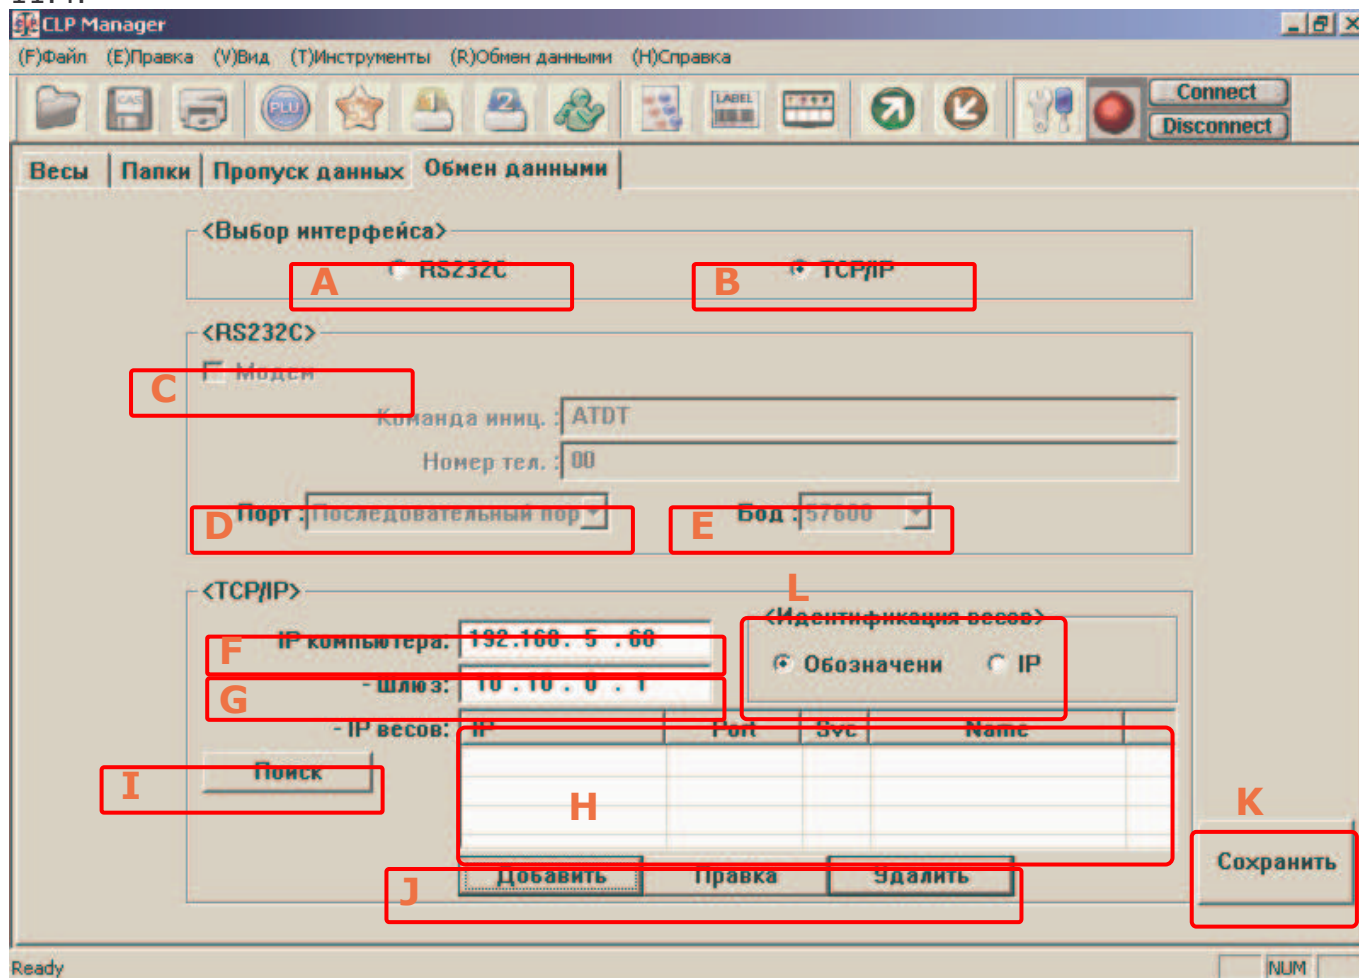 CLP Manager
(F)Файл (E)Правка (V)Вид (T)Инструменты (R)Обмен данными (H)Справка
CAS PLU 2 LABEL Connect
Disconnect
Весы Папки Пропуск данных Обмен данными
<Выбор интерфейса>
A RS232C B TCP/IP
<RS232C>
C Модем
Команда иниц. : ATDT
Номер тел. : 00
D Порт : Последовательный пор E Бод : 57600
<TCP/IP>
L
<Идентификация весов>
F IP компьютера: 192.168. 5 .60
Обозначени IP
G - Шлюз: 10 . 10 . 0 . 1
- IP весов: IP Port Svc Name
I Поиск
H
K
Сохранить
J Добавить Правка Удалить
Ready NUM